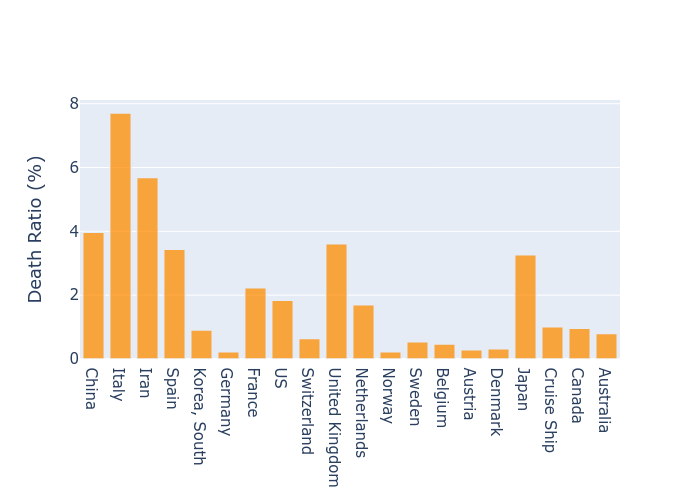 8
6
4
2
0
Death Ratio (%)
China
Italy
Iran
Spain
Korea, South
Germany
France
US
Switzerland
United Kingdom
Netherlands
Norway
Sweden
Belgium
Austria
Denmark
Japan
Cruise Ship
Canada
Australia